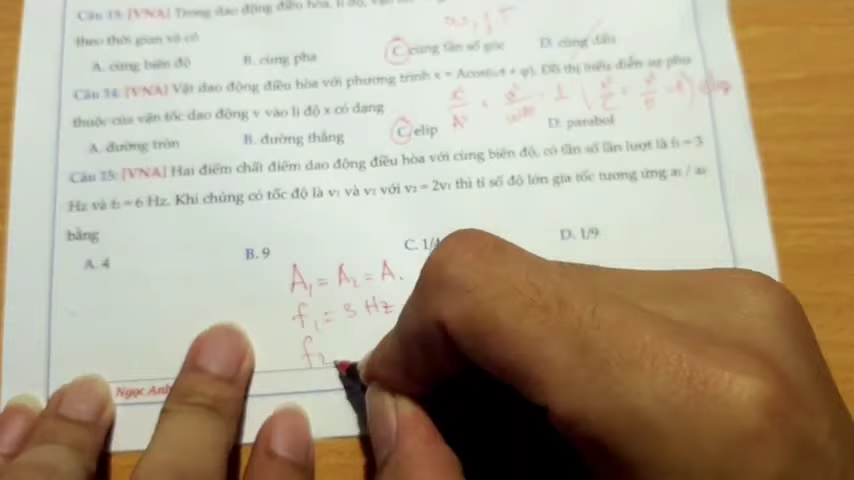 Câu 13: [VNA] Trong dao động điều hòa, li độ,
theo thời gian và có
A. cùng biên độ B. cùng pha C. cùng tần số góc D. cùng dấu
Câu 14: [VNA] Vật dao động điều hòa với phương trình x = Acos(ωt + φ). Đồ thị biểu diễn sự phụ
thuộc của vận tốc dao động v vào li độ x có dạng
A. đường tròn B. đường thẳng C. elip D. parabol
Câu 15: [VNA] Hai điểm chất điểm dao động điều hòa với cùng biên độ, có tần số lần lượt là f₁ = 3
Hz và f₂ = 6 Hz. Khi chúng có tốc độ là v₁ và v₂ với v₂ = 2v₁ thì tỉ số độ lớn gia tốc tương ứng a₁ / a₂
bằng
A. 4 B. 9 C. 1/4 D. 1/9
A₁ = A₂ = A.
f₁ = 3 Hz
f₂
Ngọc Anh